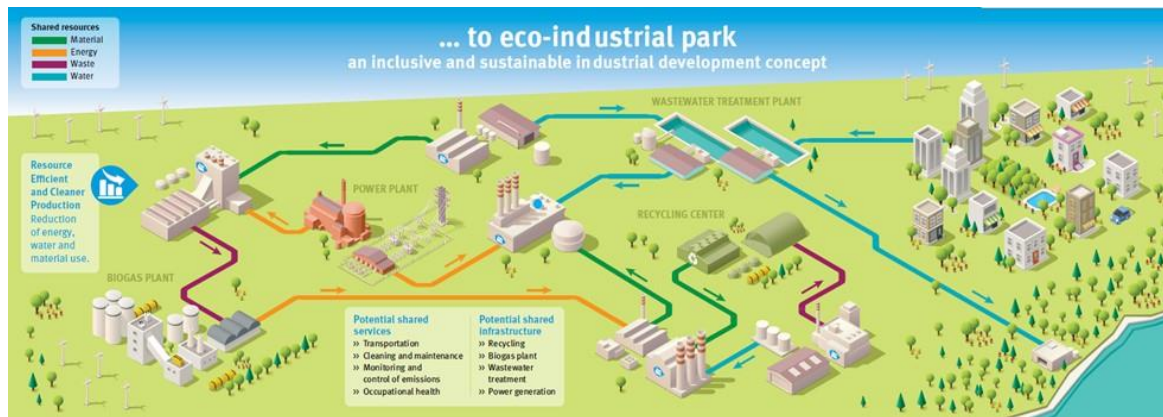 Shared resources
Material
Energy
Waste
Water
... to eco-industrial park
an inclusive and sustainable industrial development concept
WASTEWATER TREATMENT PLANT
Resource
Efficient
and Cleaner
Production
Reduction
of energy,
water and
material use.
POWER PLANT
RECYCLING CENTER
BIOGAS PLANT
Potential shared
services
» Transportation
» Cleaning and maintenance
» Monitoring and
control of emissions
» Occupational health
Potential shared
infrastructure
» Recycling
» Biogas plant
» Wastewater
treatment
» Power generation